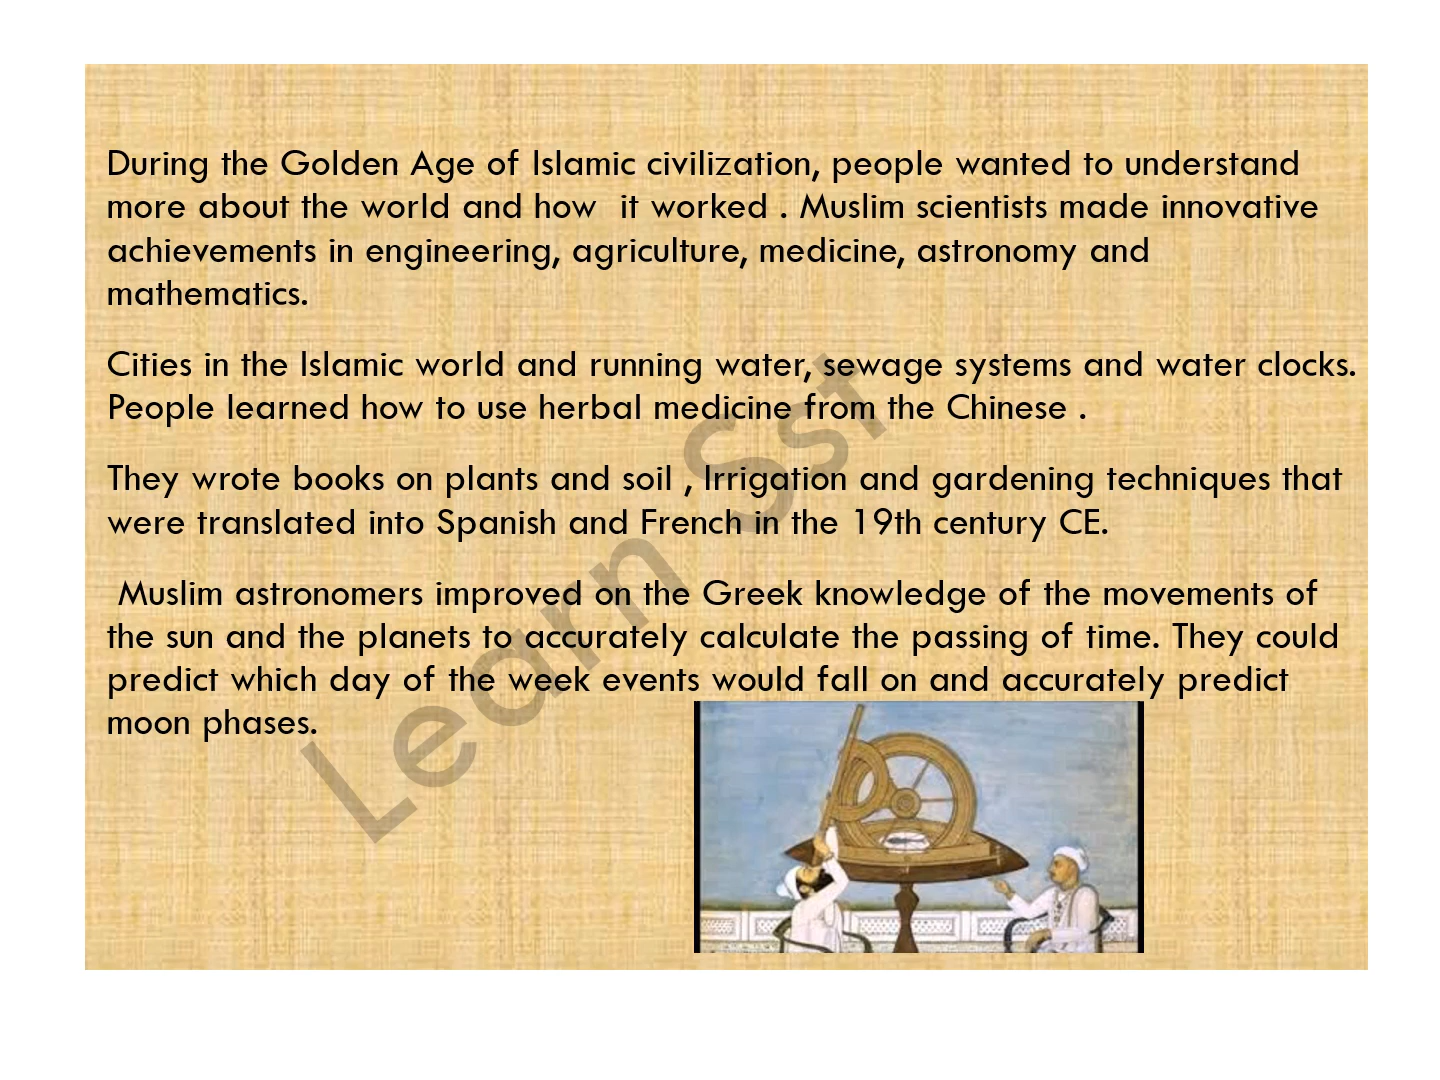 During the Golden Age of Islamic civilization, people wanted to understand
more about the world and how  it worked . Muslim scientists made innovative
achievements in engineering, agriculture, medicine, astronomy and
mathematics.
Cities in the Islamic world and running water, sewage systems and water clocks.
People learned how to use herbal medicine from the Chinese .
They wrote books on plants and soil , Irrigation and gardening techniques that
were translated into Spanish and French in the 19th century CE.
Muslim astronomers improved on the Greek knowledge of the movements of
the sun and the planets to accurately calculate the passing of time. They could
predict which day of the week events would fall on and accurately predict
moon phases.
Learn Sst